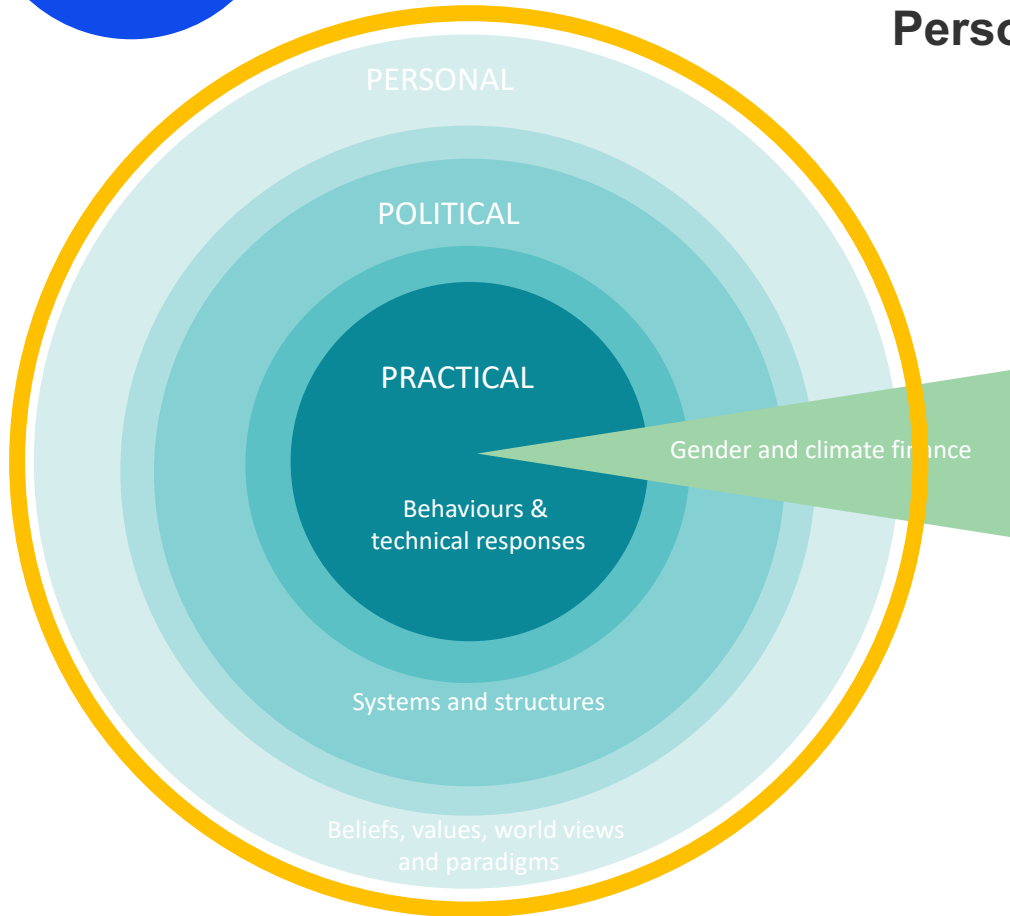 Perso
PERSONAL
POLITICAL
PRACTICAL
Gender and climate finance
Behaviours &
technical responses
Systems and structures
Beliefs, values, world views
and paradigms